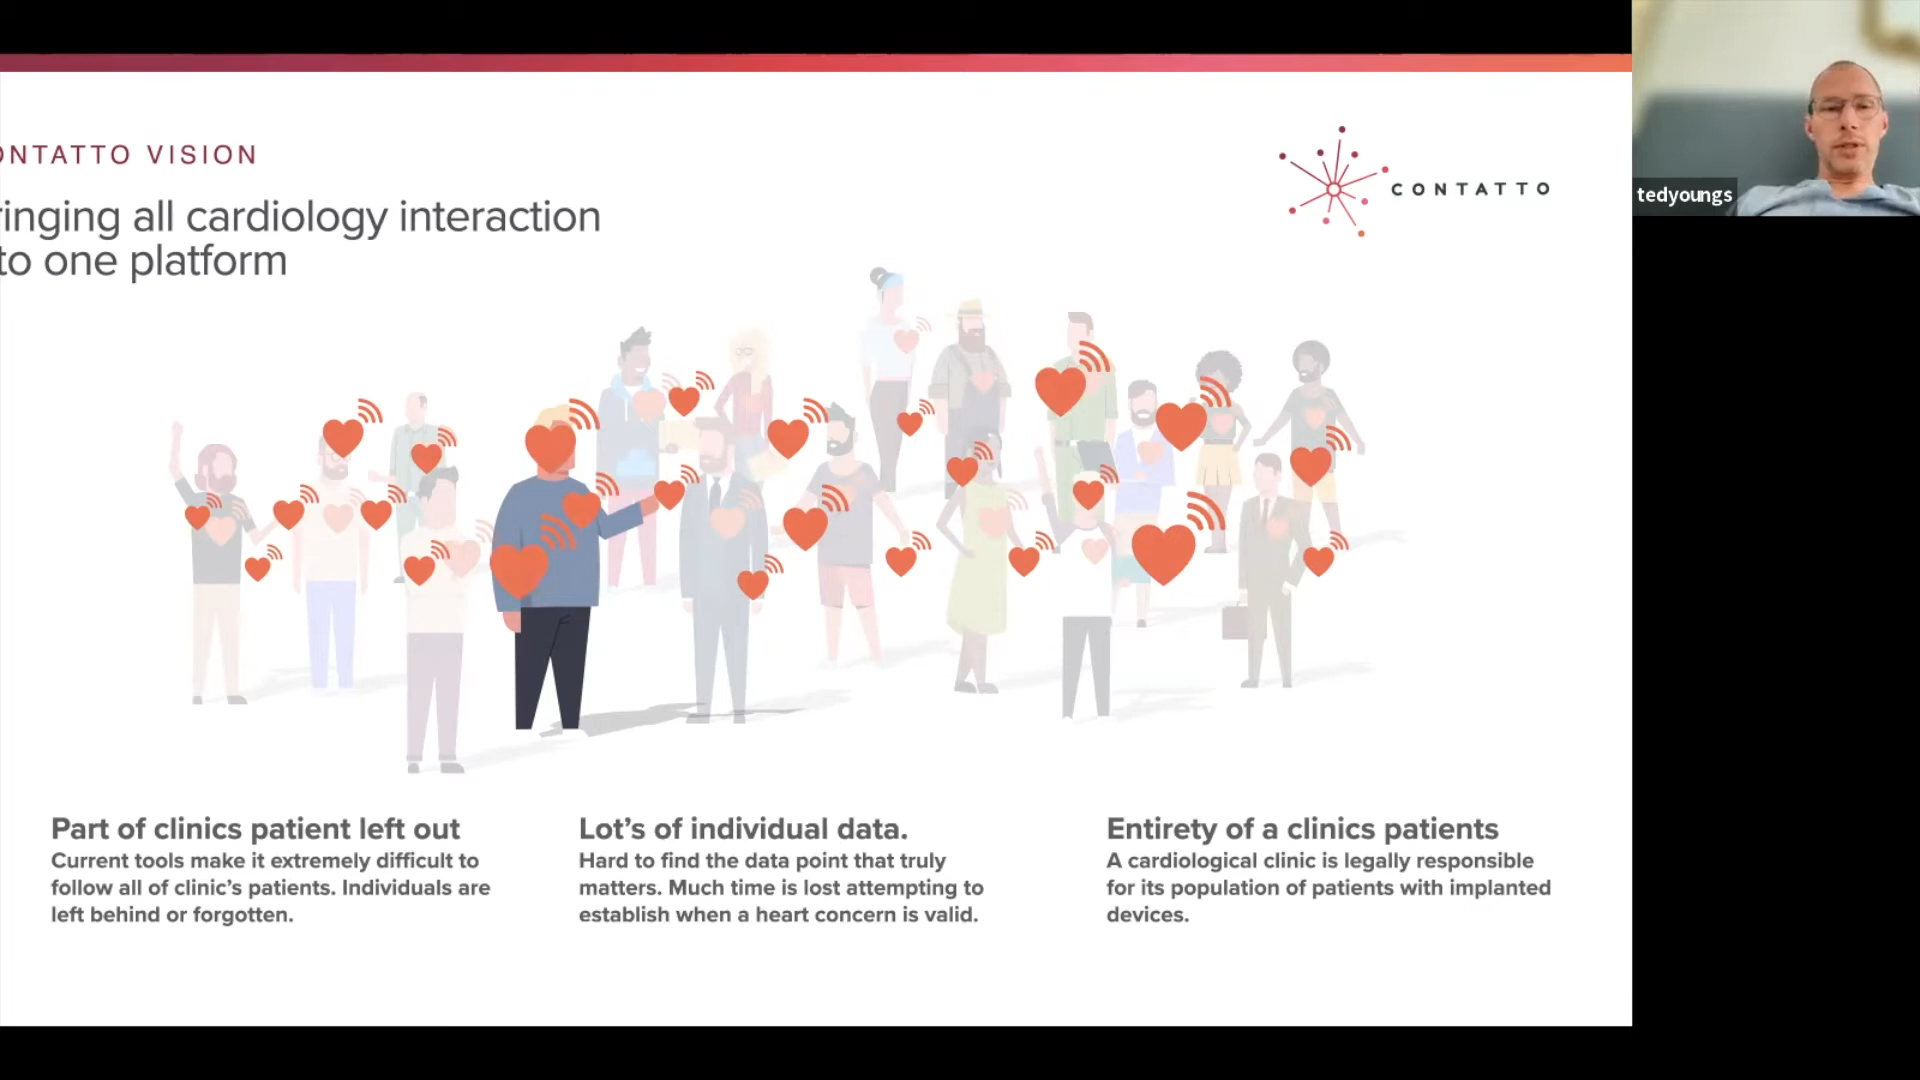 ONTATTO VISION
ringing all cardiology interaction
to one platform
CONTATTO
tedyoungs
Part of clinics patient left out
Current tools make it extremely difficult to
follow all of clinic’s patients. Individuals are
left behind or forgotten.
Lot’s of individual data.
Hard to find the data point that truly
matters. Much time is lost attempting to
establish when a heart concern is valid.
Entirety of a clinics patients
A cardiological clinic is legally responsible
for its population of patients with implanted
devices.